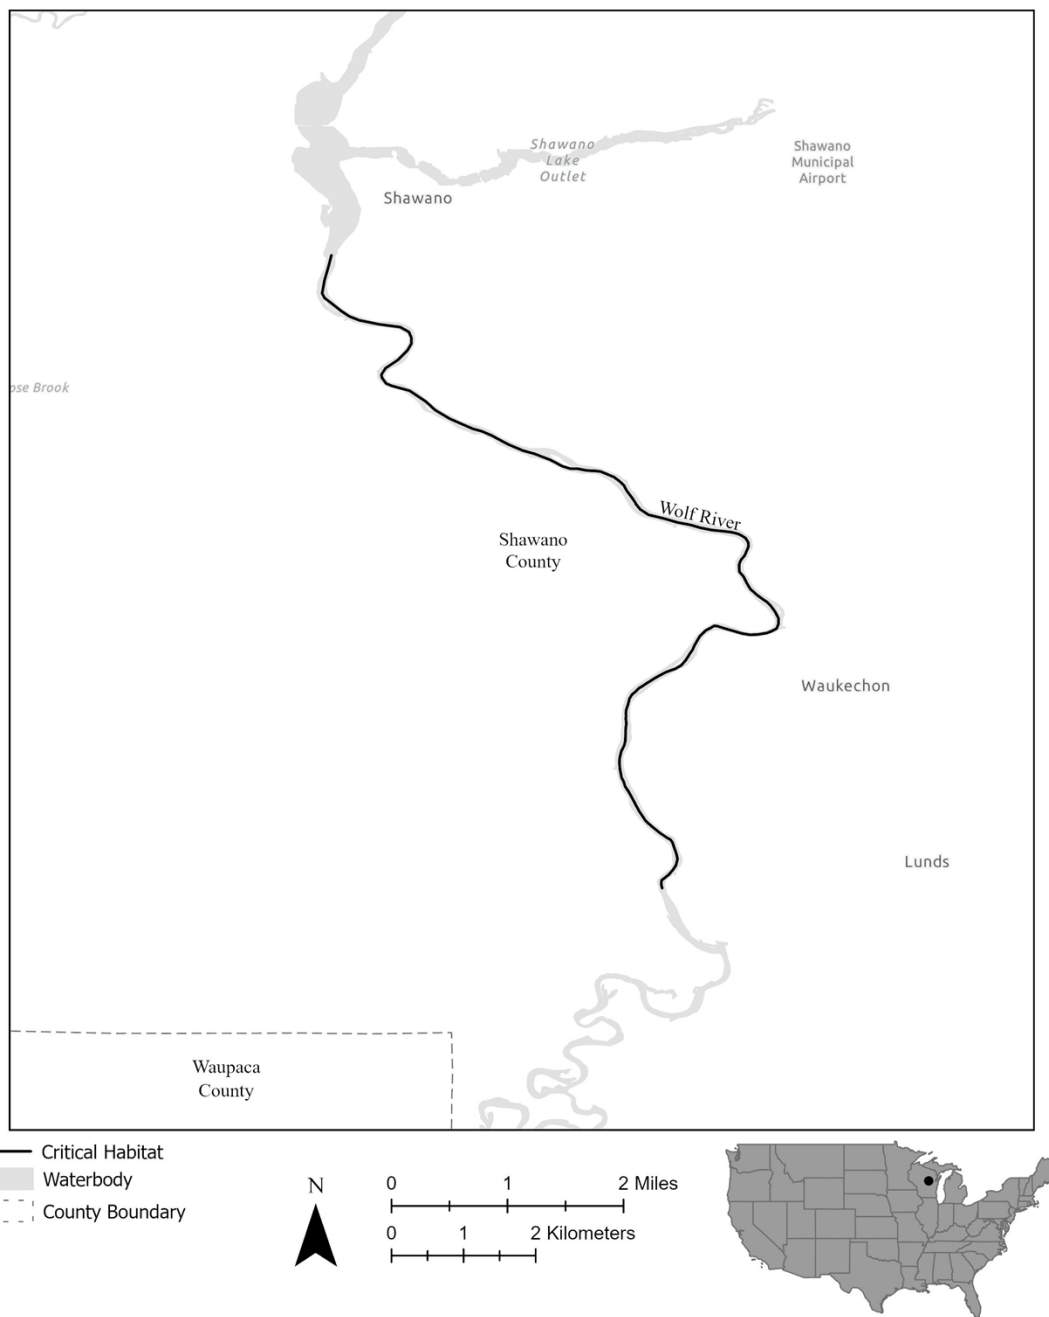 Shawano
Lake
Outlet
Shawano
Municipal
Airport
Shawano
ose Brook
Wolf River
Shawano
County
Waukechon
Lunds
Waupaca
County
Critical Habitat
Waterbody
County Boundary
N
0 1 2 Miles
0 1 2 Kilometers